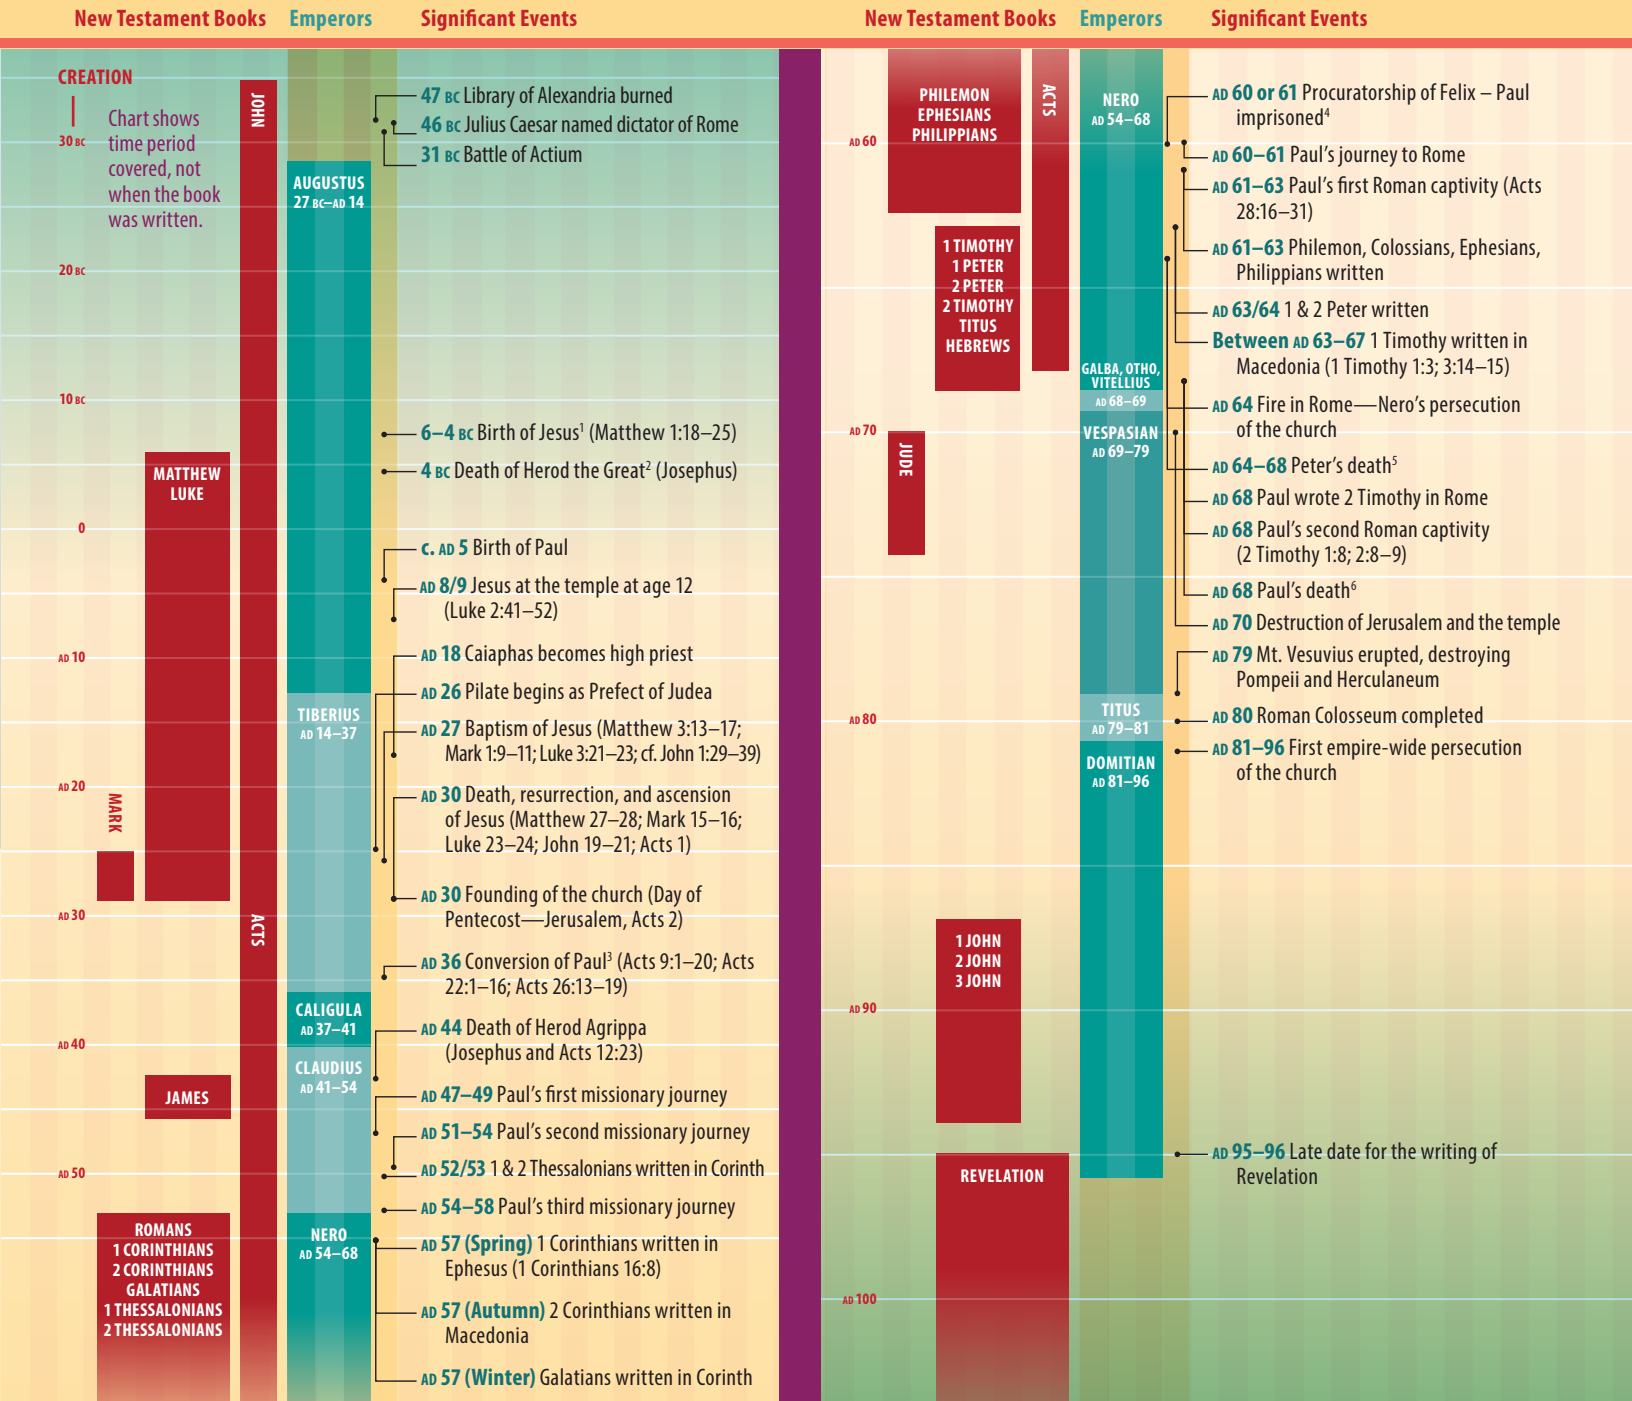 New Testament Books
Emperors
Significant Events
CREATION
Chart shows
time period
covered, not
when the book
was written.
30 BC
20 BC
10 BC
0
AD 10
AD 20
AD 30
AD 40
AD 50
JOHN
ACTS
MATTHEW
LUKE
MARK
JAMES
ROMANS
1 CORINTHIANS
2 CORINTHIANS
GALATIANS
1 THESSALONIANS
2 THESSALONIANS
AUGUSTUS
27 BC–AD 14
TIBERIUS
AD 14–37
CALIGULA
AD 37–41
CLAUDIUS
AD 41–54
NERO
AD 54–68
47 BC Library of Alexandria burned
46 BC Julius Caesar named dictator of Rome
31 BC Battle of Actium
6–4 BC Birth of Jesus¹ (Matthew 1:18–25)
4 BC Death of Herod the Great² (Josephus)
c. AD 5 Birth of Paul
AD 8/9 Jesus at the temple at age 12
(Luke 2:41–52)
AD 18 Caiaphas becomes high priest
AD 26 Pilate begins as Prefect of Judea
AD 27 Baptism of Jesus (Matthew 3:13–17;
Mark 1:9–11; Luke 3:21–23; cf. John 1:29–39)
AD 30 Death, resurrection, and ascension
of Jesus (Matthew 27–28; Mark 15–16;
Luke 23–24; John 19–21; Acts 1)
AD 30 Founding of the church (Day of
Pentecost—Jerusalem, Acts 2)
AD 36 Conversion of Paul³ (Acts 9:1–20; Acts
22:1–16; Acts 26:13–19)
AD 44 Death of Herod Agrippa
(Josephus and Acts 12:23)
AD 47–49 Paul’s first missionary journey
AD 51–54 Paul’s second missionary journey
AD 52/53 1 & 2 Thessalonians written in Corinth
AD 54–58 Paul’s third missionary journey
AD 57 (Spring) 1 Corinthians written in
Ephesus (1 Corinthians 16:8)
AD 57 (Autumn) 2 Corinthians written in
Macedonia
AD 57 (Winter) Galatians written in Corinth
New Testament Books
Emperors
Significant Events
AD 60
AD 70
AD 80
AD 90
AD 100
PHILEMON
EPHESIANS
PHILIPPIANS
ACTS
1 TIMOTHY
1 PETER
2 PETER
2 TIMOTHY
TITUS
HEBREWS
JUDE
1 JOHN
2 JOHN
3 JOHN
REVELATION
NERO
AD 54–68
GALBA, OTHO,
VITELLIUS
AD 68–69
VESPASIAN
AD 69–79
TITUS
AD 79–81
DOMITIAN
AD 81–96
AD 60 or 61 Procuratorship of Felix – Paul
imprisoned⁴
AD 60–61 Paul’s journey to Rome
AD 61–63 Paul’s first Roman captivity (Acts
28:16–31)
AD 61–63 Philemon, Colossians, Ephesians,
Philippians written
AD 63/64 1 & 2 Peter written
Between AD 63–67 1 Timothy written in
Macedonia (1 Timothy 1:3; 3:14–15)
AD 64 Fire in Rome—Nero’s persecution
of the church
AD 64–68 Peter’s death⁵
AD 68 Paul wrote 2 Timothy in Rome
AD 68 Paul’s second Roman captivity
(2 Timothy 1:8; 2:8–9)
AD 68 Paul’s death⁶
AD 70 Destruction of Jerusalem and the temple
AD 79 Mt. Vesuvius erupted, destroying
Pompeii and Herculaneum
AD 80 Roman Colosseum completed
AD 81–96 First empire-wide persecution
of the church
AD 95–96 Late date for the writing of
Revelation